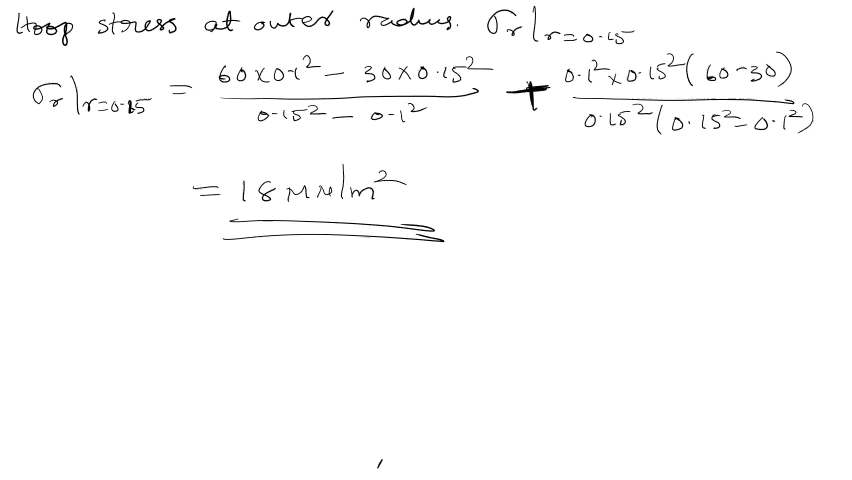 Hoop stress at outer radius. σr|r=0.15
σr|r=0.15 = (60×0.1² − 30×0.15²)/(0.15² − 0.1²) + (0.1²×0.15²(60−30))/(0.15²(0.15²−0.1²))
= 18 MN/m²